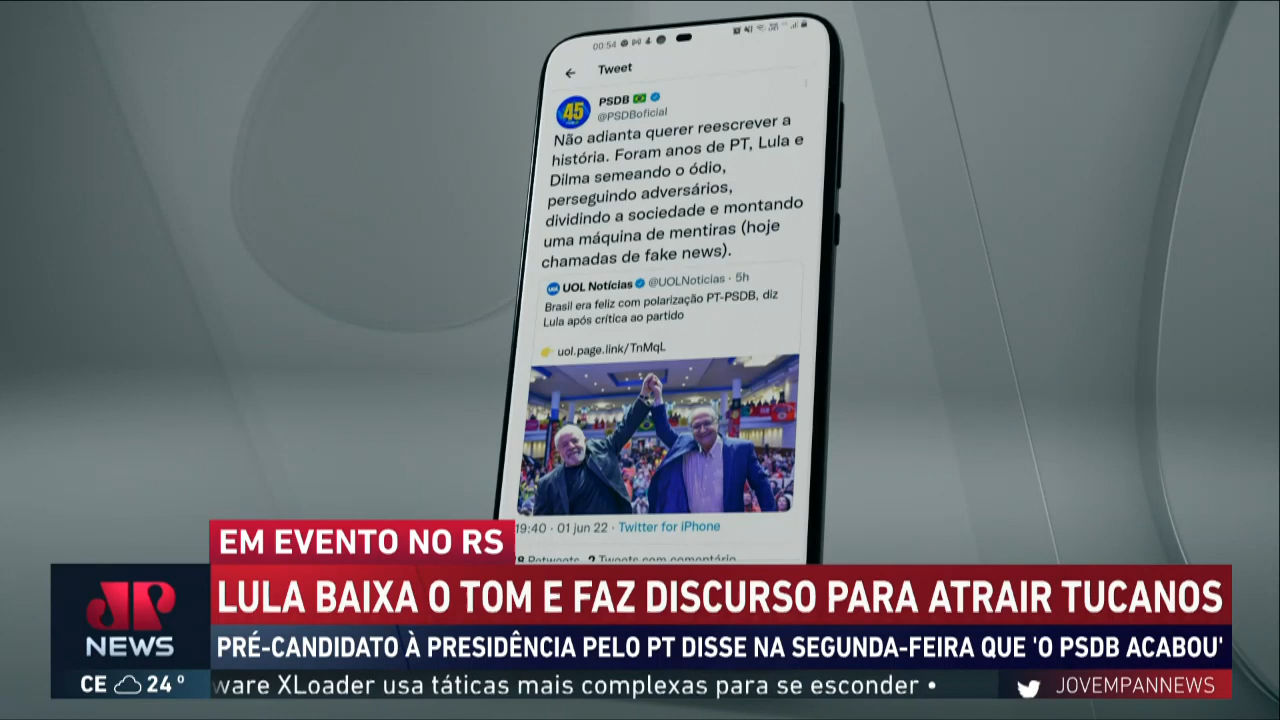 00:54
Tweet
45
PSDB
@PSDBoficial
Não adianta querer reescrever a
história. Foram anos de PT, Lula e
Dilma semeando o ódio,
perseguindo adversários,
dividindo a sociedade e montando
uma máquina de mentiras (hoje
chamadas de fake news).
UOL Notícias @UOLNoticias · 5h
Brasil era feliz com polarização PT-PSDB, diz
Lula após crítica ao partido
uol.page.link/TnMqL
19:40 · 01 jun 22 · Twitter for iPhone
Retweets 2 Tweets com comentário
EM EVENTO NO RS
LULA BAIXA O TOM E FAZ DISCURSO PARA ATRAIR TUCANOS
JP
NEWS
PRÉ-CANDIDATO À PRESIDÊNCIA PELO PT DISSE NA SEGUNDA-FEIRA QUE 'O PSDB ACABOU'
CE 24° ware XLoader usa táticas mais complexas para se esconder • JOVEMPANNEWS